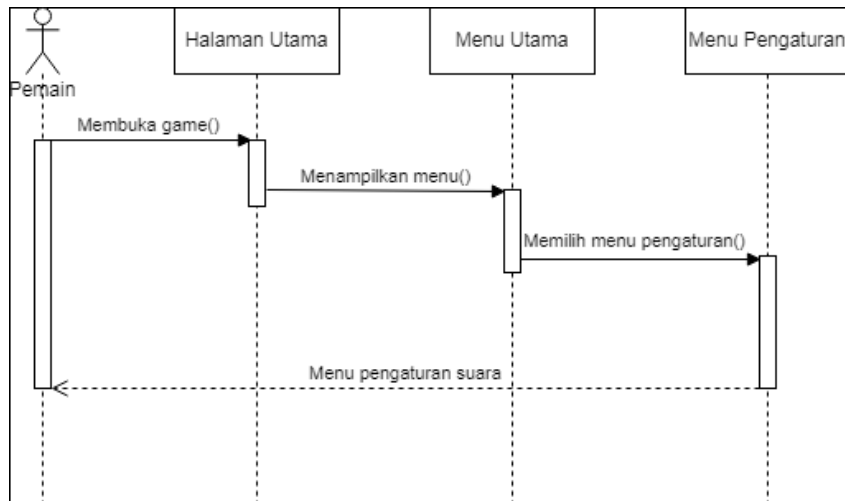 Halaman Utama
Menu Utama
Menu Pengaturan
Pemain
Membuka game()
Menampilkan menu()
Memilih menu pengaturan()
Menu pengaturan suara